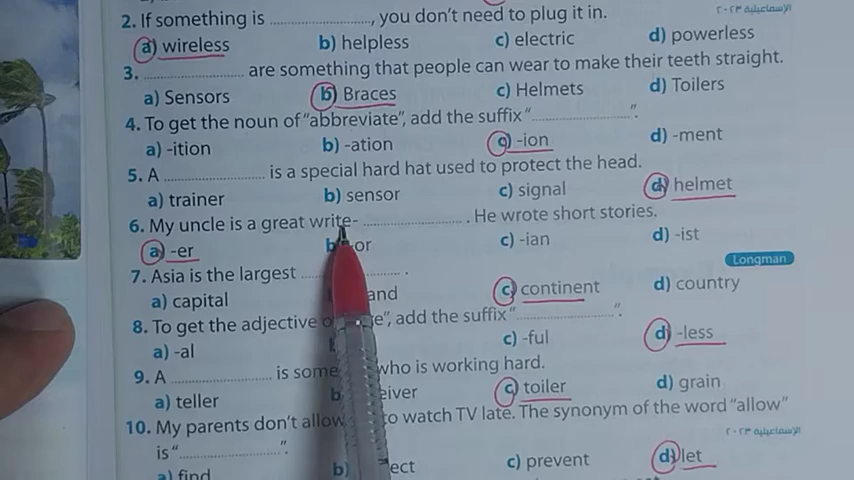 الإسماعيلية ٢٠٢٣
2. If something is ........................, you don't need to plug it in.
a) wireless b) helpless c) electric d) powerless
3. ........................ are something that people can wear to make their teeth straight.
a) Sensors b) Braces c) Helmets d) Toilers
4. To get the noun of "abbreviate", add the suffix "........................".
a) -ition b) -ation c) -ion d) -ment
5. A ........................ is a special hard hat used to protect the head.
a) trainer b) sensor c) signal d) helmet
6. My uncle is a great write- ........................ . He wrote short stories.
a) -er b) -or c) -ian d) -ist
Longman
7. Asia is the largest ........................ .
a) capital and c) continent d) country
8. To get the adjective e", add the suffix "........................".
a) -al c) -ful d) -less
9. A ........................ is some who is working hard.
a) teller b) eiver c) toiler d) grain
10. My parents don't allow to watch TV late. The synonym of the word "allow"
is "........................". الإسماعيلية ٢٠٢٣
a) find b) ect c) prevent d) let